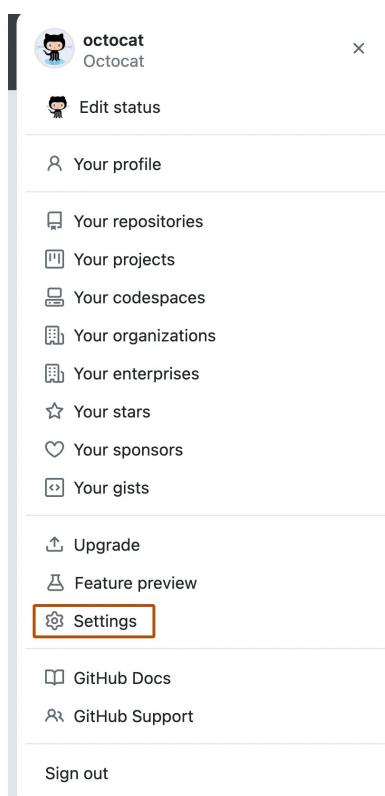 octocat
Octocat
Edit status
Your profile
Your repositories
Your projects
Your codespaces
Your organizations
Your enterprises
Your stars
Your sponsors
Your gists
Upgrade
Feature preview
Settings
GitHub Docs
GitHub Support
Sign out